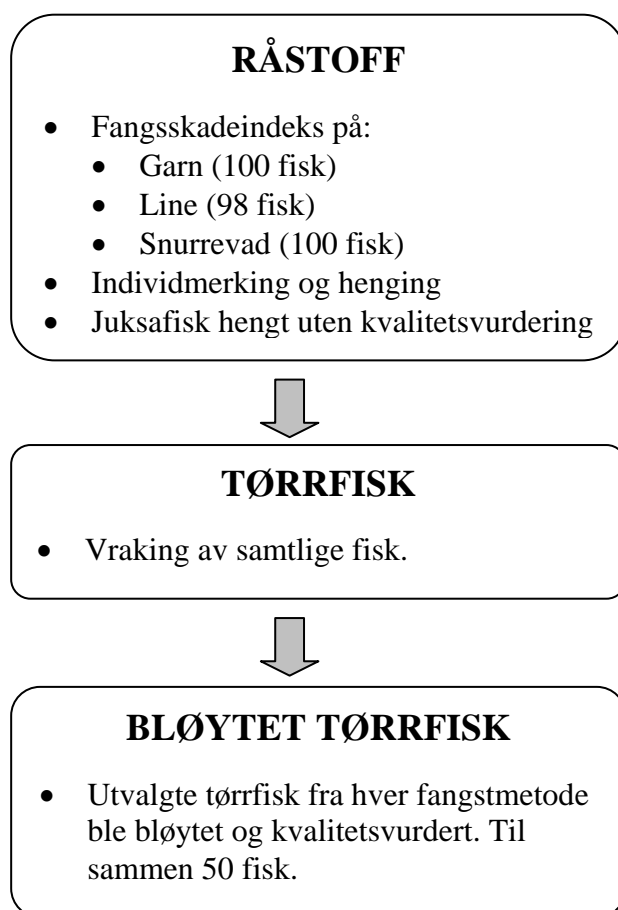 RÅSTOFF
• Fangsskadeindeks på:
• Garn (100 fisk)
• Line (98 fisk)
• Snurrevad (100 fisk)
• Individmerking og henging
• Juksafisk hengt uten kvalitetsvurdering
TØRRFISK
• Vraking av samtlige fisk.
BLØYTET TØRRFISK
• Utvalgte tørrfisk fra hver fangstmetode
ble bløytet og kvalitetsvurdert. Til
sammen 50 fisk.